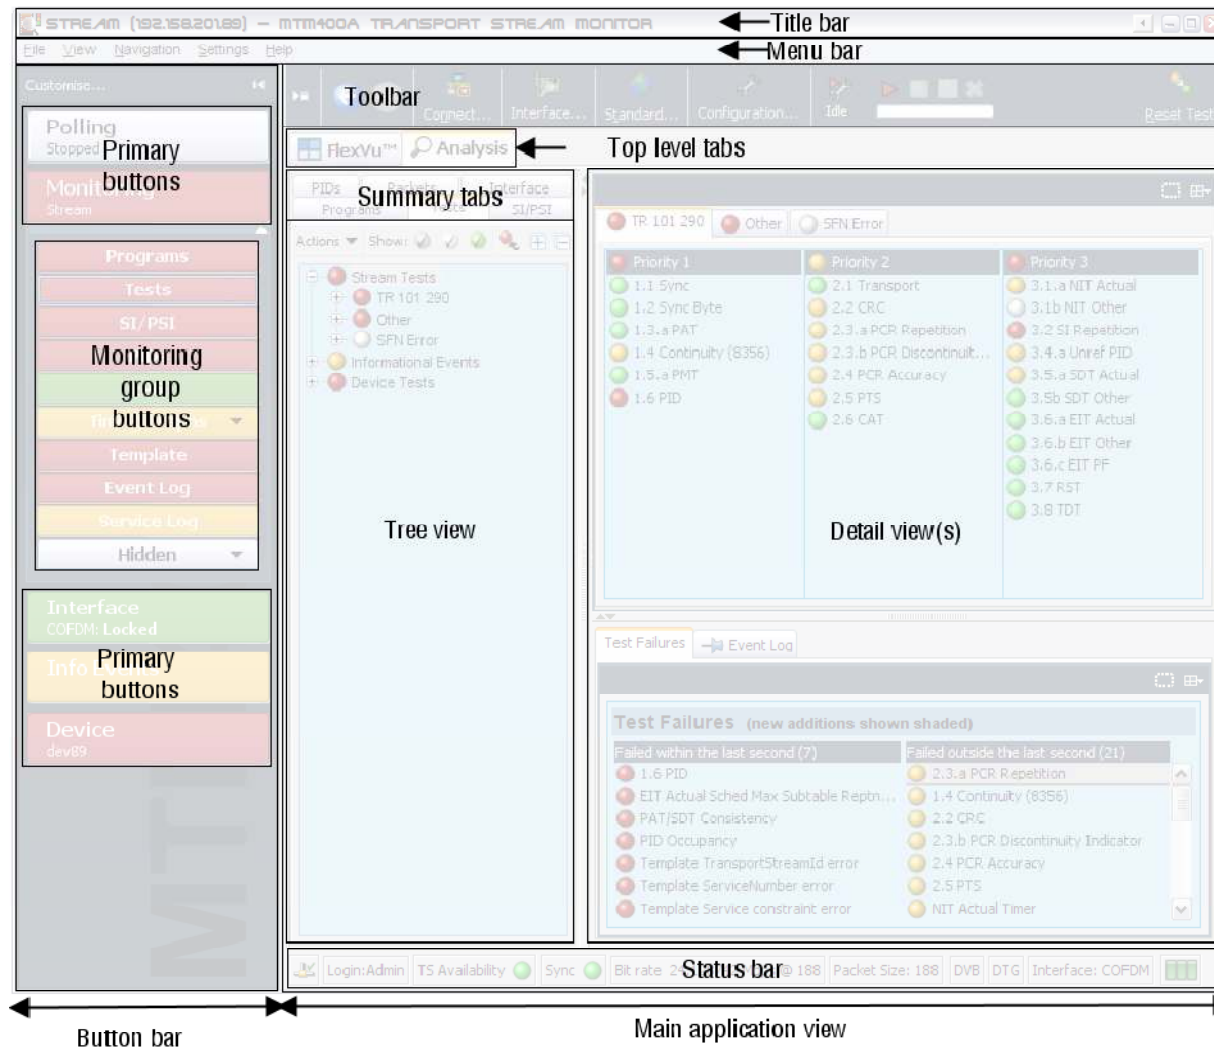 STREAM (192.158.201.89) – MTM400A TRANSPORT STREAM MONITOR
Title bar
File View Navigation Settings Help
Menu bar
Customise...
Toolbar
Connect...
Interface...
Standard...
Configuration...
Idle
Reset Test
Polling
Stopped
Primary
buttons
Monitoring
Stream
FlexVu™ Analysis
Top level tabs
PIDs Packets Interface
Summary tabs
Programs Tests SI/PSI
Actions Show:
Programs
Tests
SI/PSI
Monitoring
group
buttons
Template
Event Log
Service Log
Hidden
Interface
COFDM: Locked
Info Events
Primary
buttons
Device
dev89
MTM
Stream Tests
TR 101 290
Other
SFN Error
Informational Events
Device Tests
Tree view
TR 101 290 Other SFN Error
Priority 1
1.1 Sync
1.2 Sync Byte
1.3.a PAT
1.4 Continuity (8356)
1.5.a PMT
1.6 PID
Priority 2
2.1 Transport
2.2 CRC
2.3.a PCR Repetition
2.3.b PCR Discontinuit...
2.4 PCR Accuracy
2.5 PTS
2.6 CAT
Priority 3
3.1.a NIT Actual
3.1b NIT Other
3.2 SI Repetition
3.4.a Unref PID
3.5.a SDT Actual
3.5b SDT Other
3.6.a EIT Actual
3.6.b EIT Other
3.6.c EIT PF
3.7 RST
3.8 TDT
Detail view(s)
Test Failures Event Log
Test Failures (new additions shown shaded)
Failed within the last second (7)
1.6 PID
EIT Actual Sched Max Subtable Reptn...
PAT/SDT Consistency
PID Occupancy
Template TransportStreamId error
Template ServiceNumber error
Template Service constraint error
Failed outside the last second (21)
2.3.a PCR Repetition
1.4 Continuity (8356)
2.2 CRC
2.3.b PCR Discontinuity Indicator
2.4 PCR Accuracy
2.5 PTS
NIT Actual Timer
Login:Admin TS Availability Sync Bit rate @ 188 Packet Size: 188 DVB DTG Interface: COFDM
Status bar
Button bar
Main application view